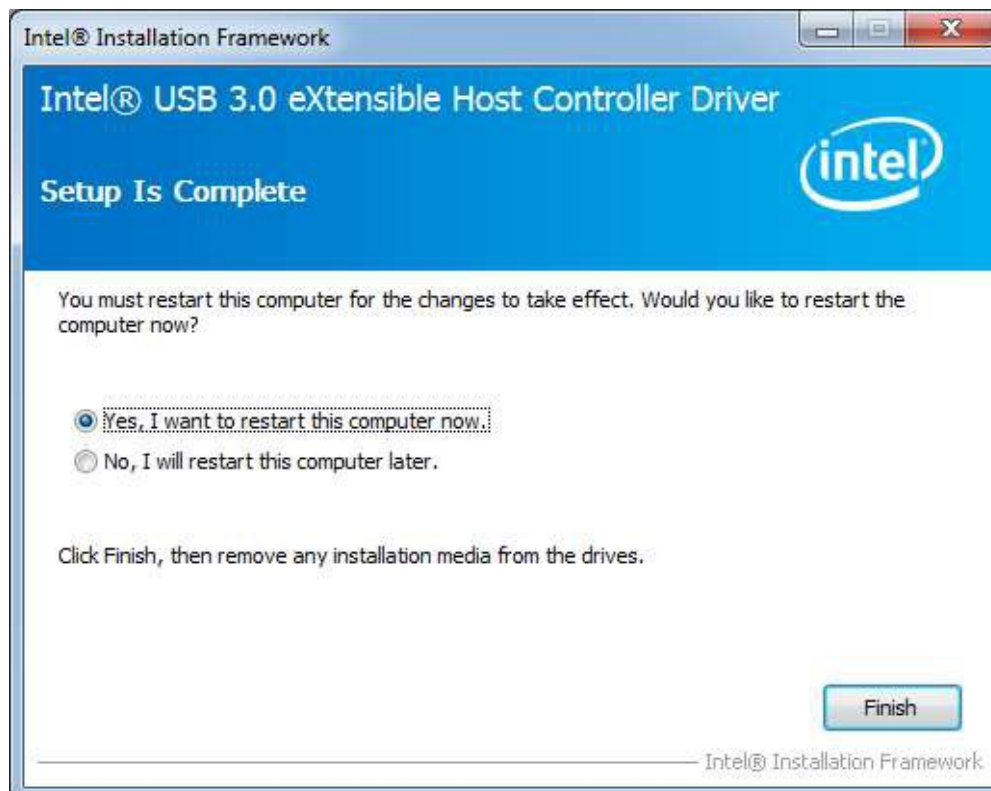 Intel® Installation Framework
Intel® USB 3.0 eXtensible Host Controller Driver
intel
Setup Is Complete
You must restart this computer for the changes to take effect. Would you like to restart the
computer now?
Yes, I want to restart this computer now.
No, I will restart this computer later.
Click Finish, then remove any installation media from the drives.
Finish
Intel® Installation Framework